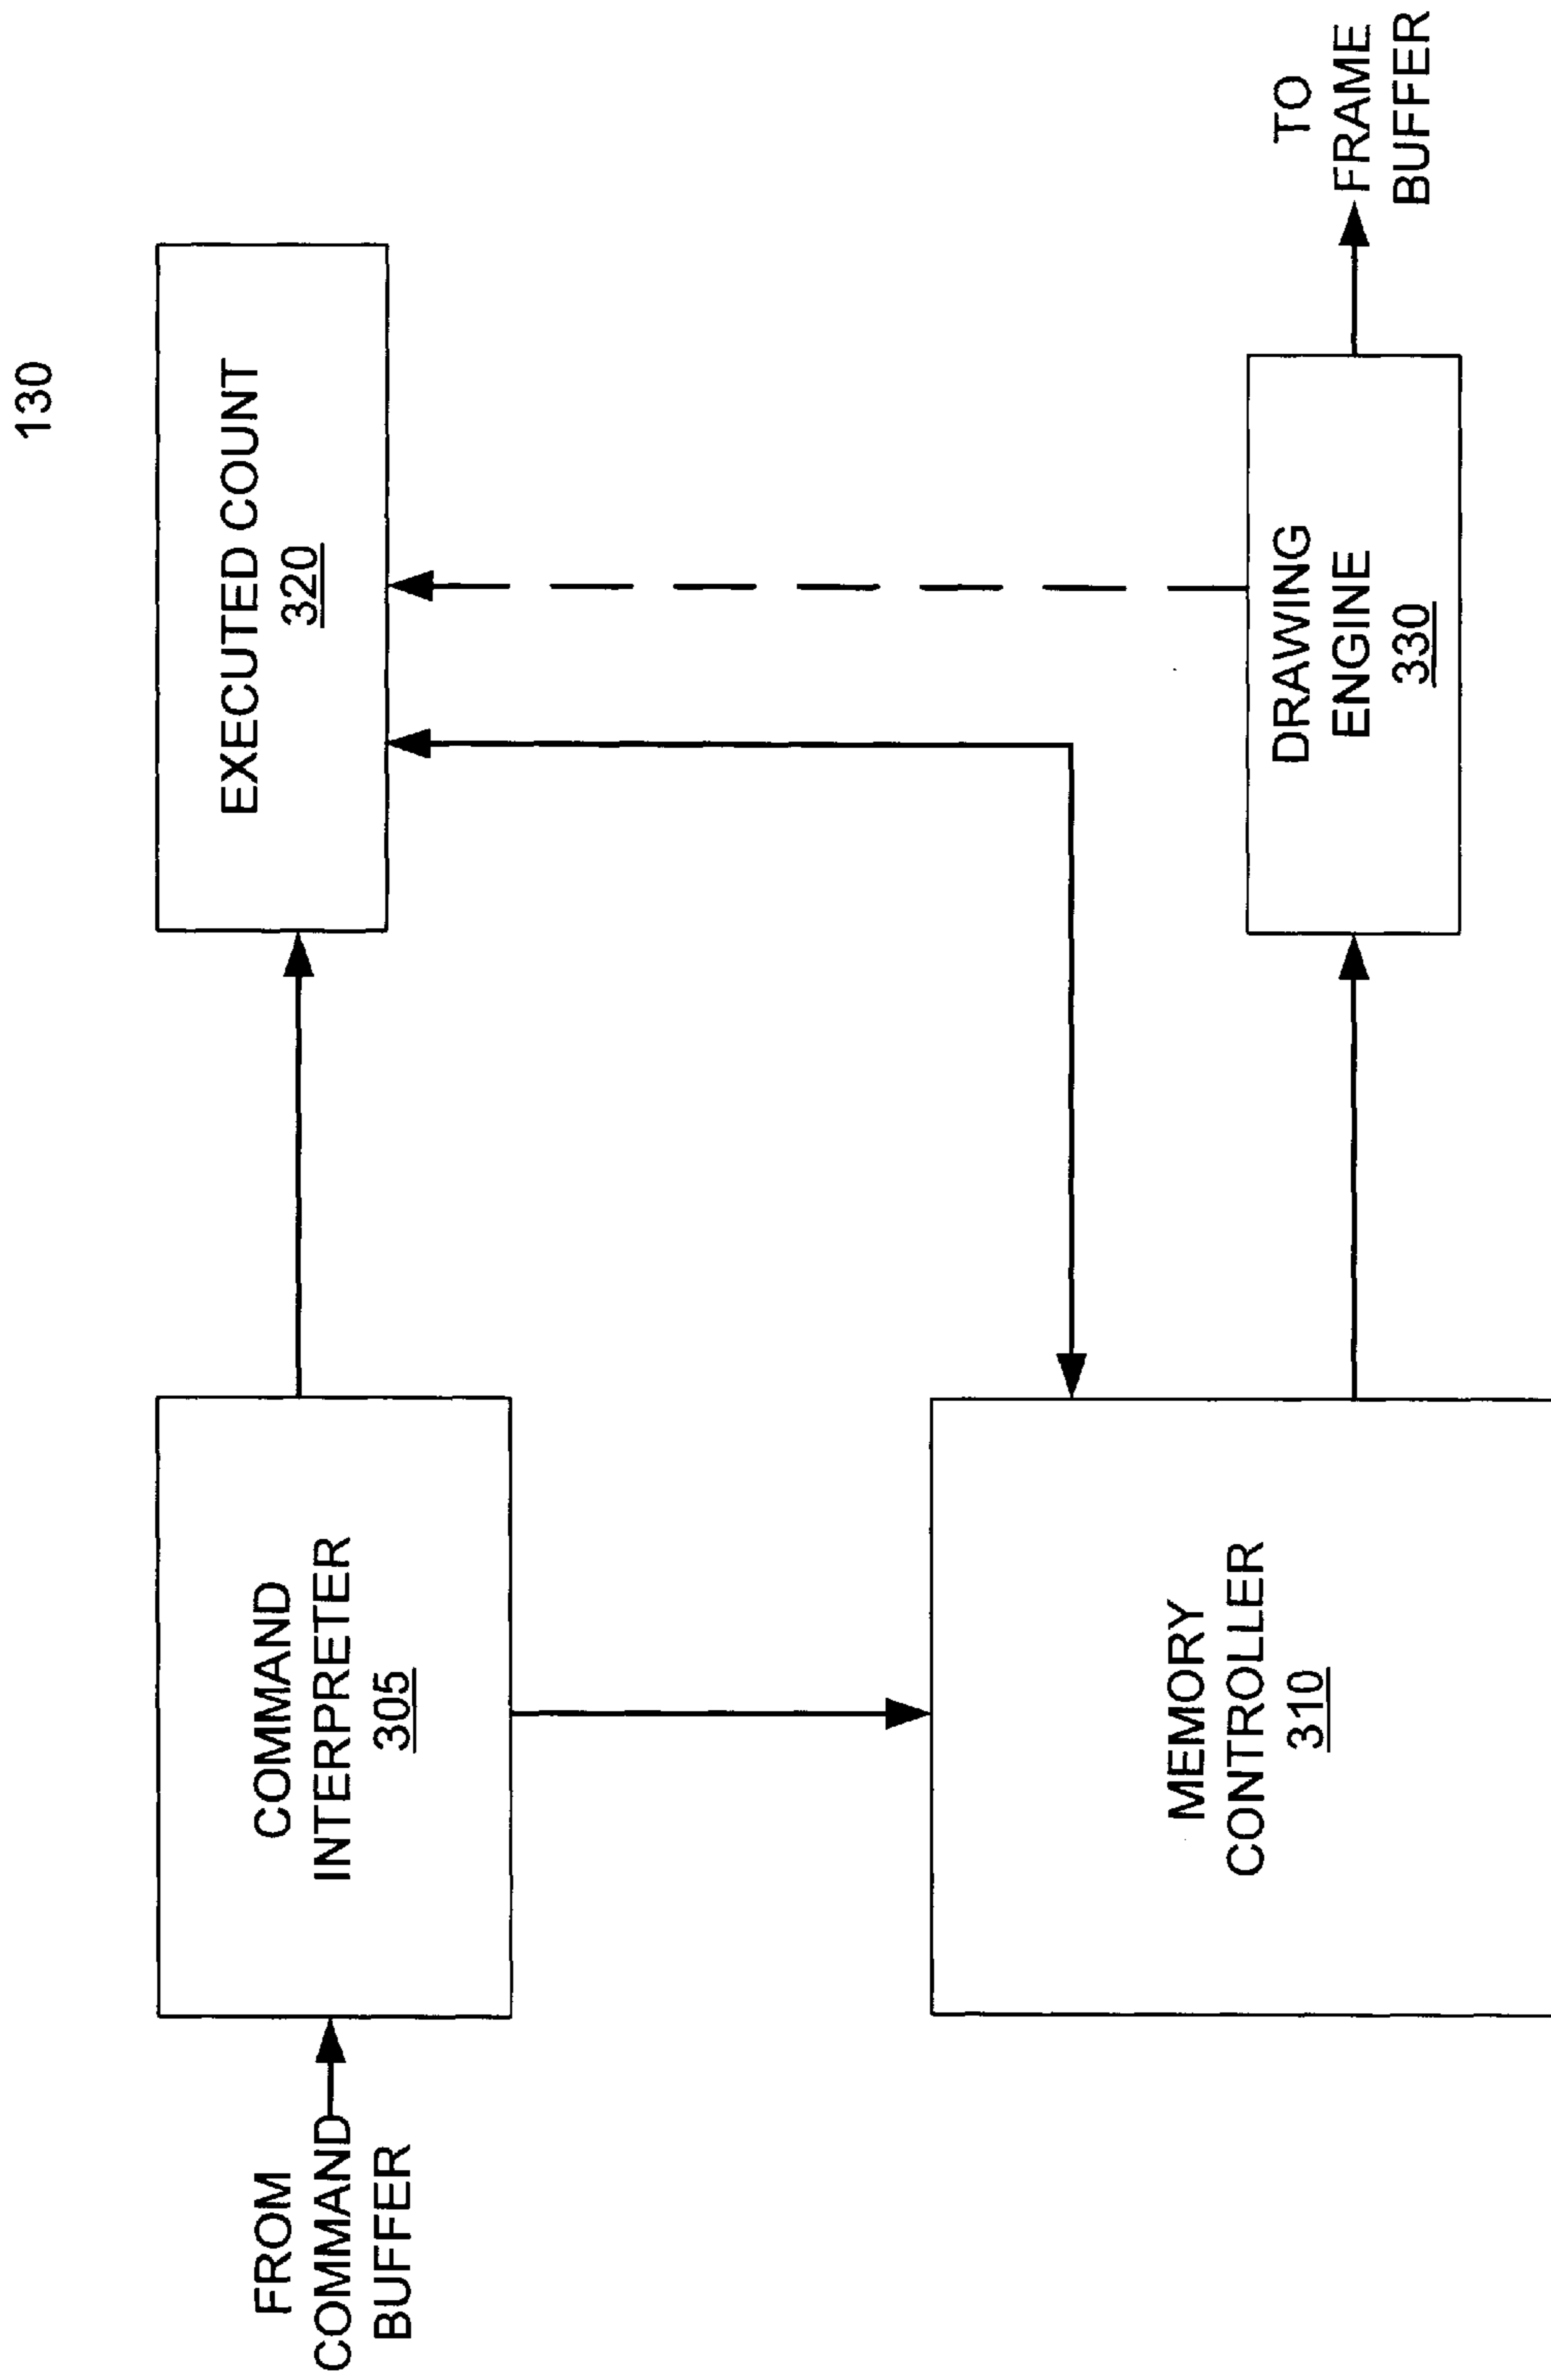 130
FROM
COMMAND
BUFFER
COMMAND
INTERPRETER
305
EXECUTED COUNT
320
MEMORY
CONTROLLER
310
DRAWING
ENGINE
330
TO
FRAME
BUFFER